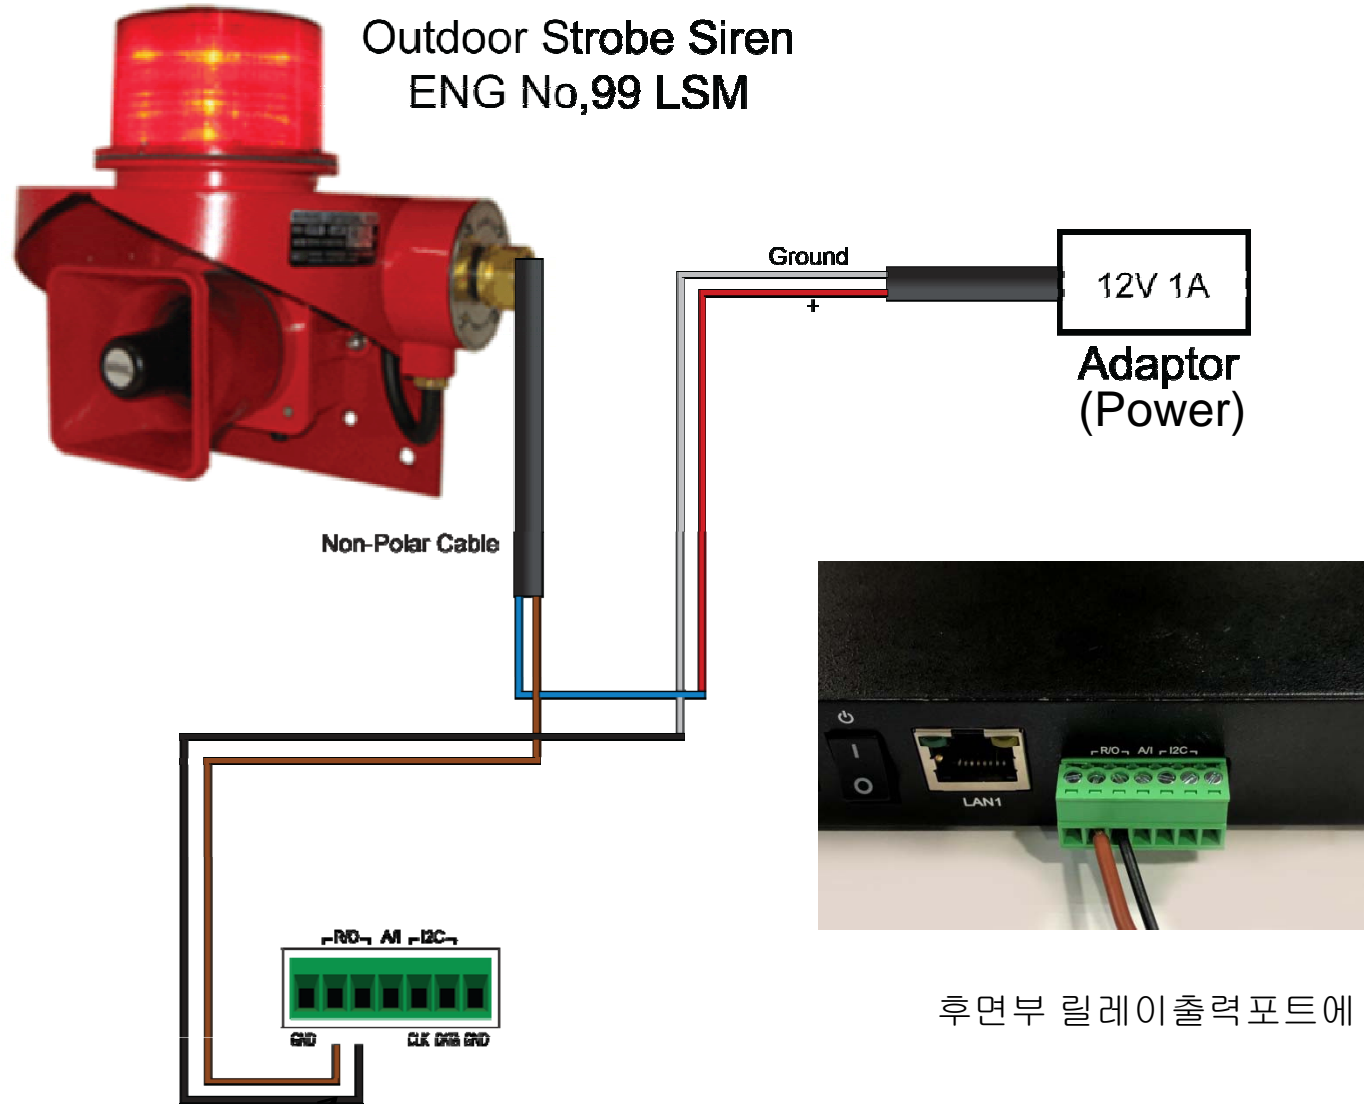 Outdoor Strobe Siren
ENG No,99 LSM
Ground
+
12V 1A
Adaptor
(Power)
Non-Polar Cable
R/O A/I I2C
LAN1
R/O A/I I2C
GND CLK DATA GND
후면부 릴레이출력포트에